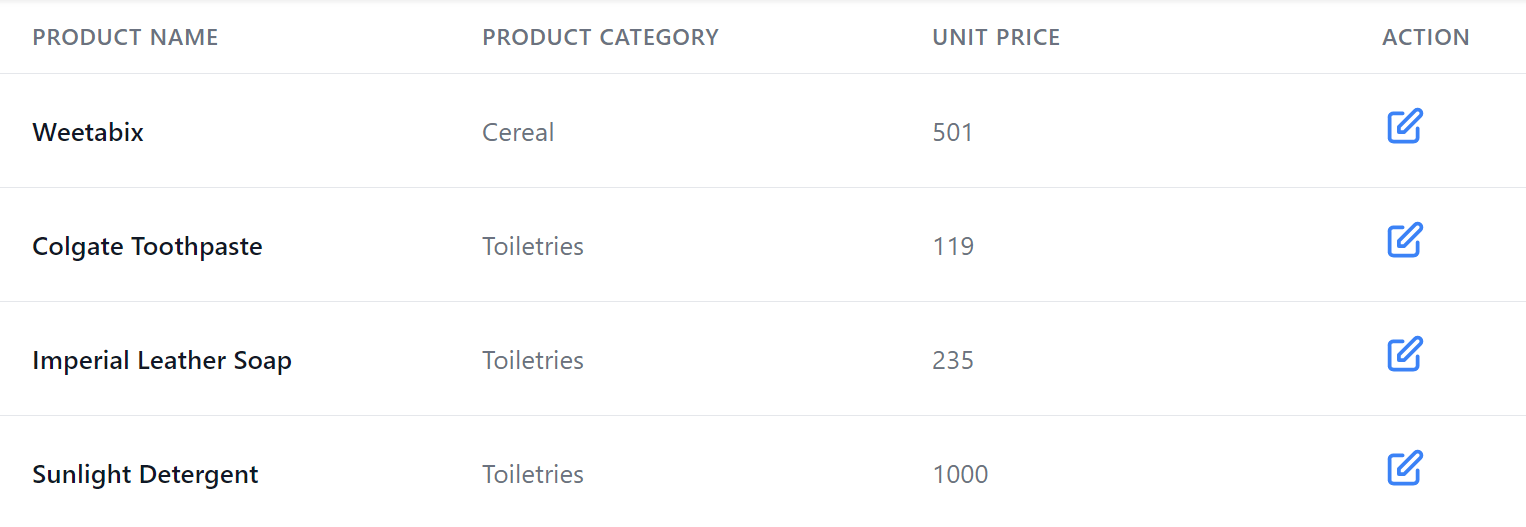 PRODUCT NAME PRODUCT CATEGORY UNIT PRICE ACTION
Weetabix Cereal 501
Colgate Toothpaste Toiletries 119
Imperial Leather Soap Toiletries 235
Sunlight Detergent Toiletries 1000